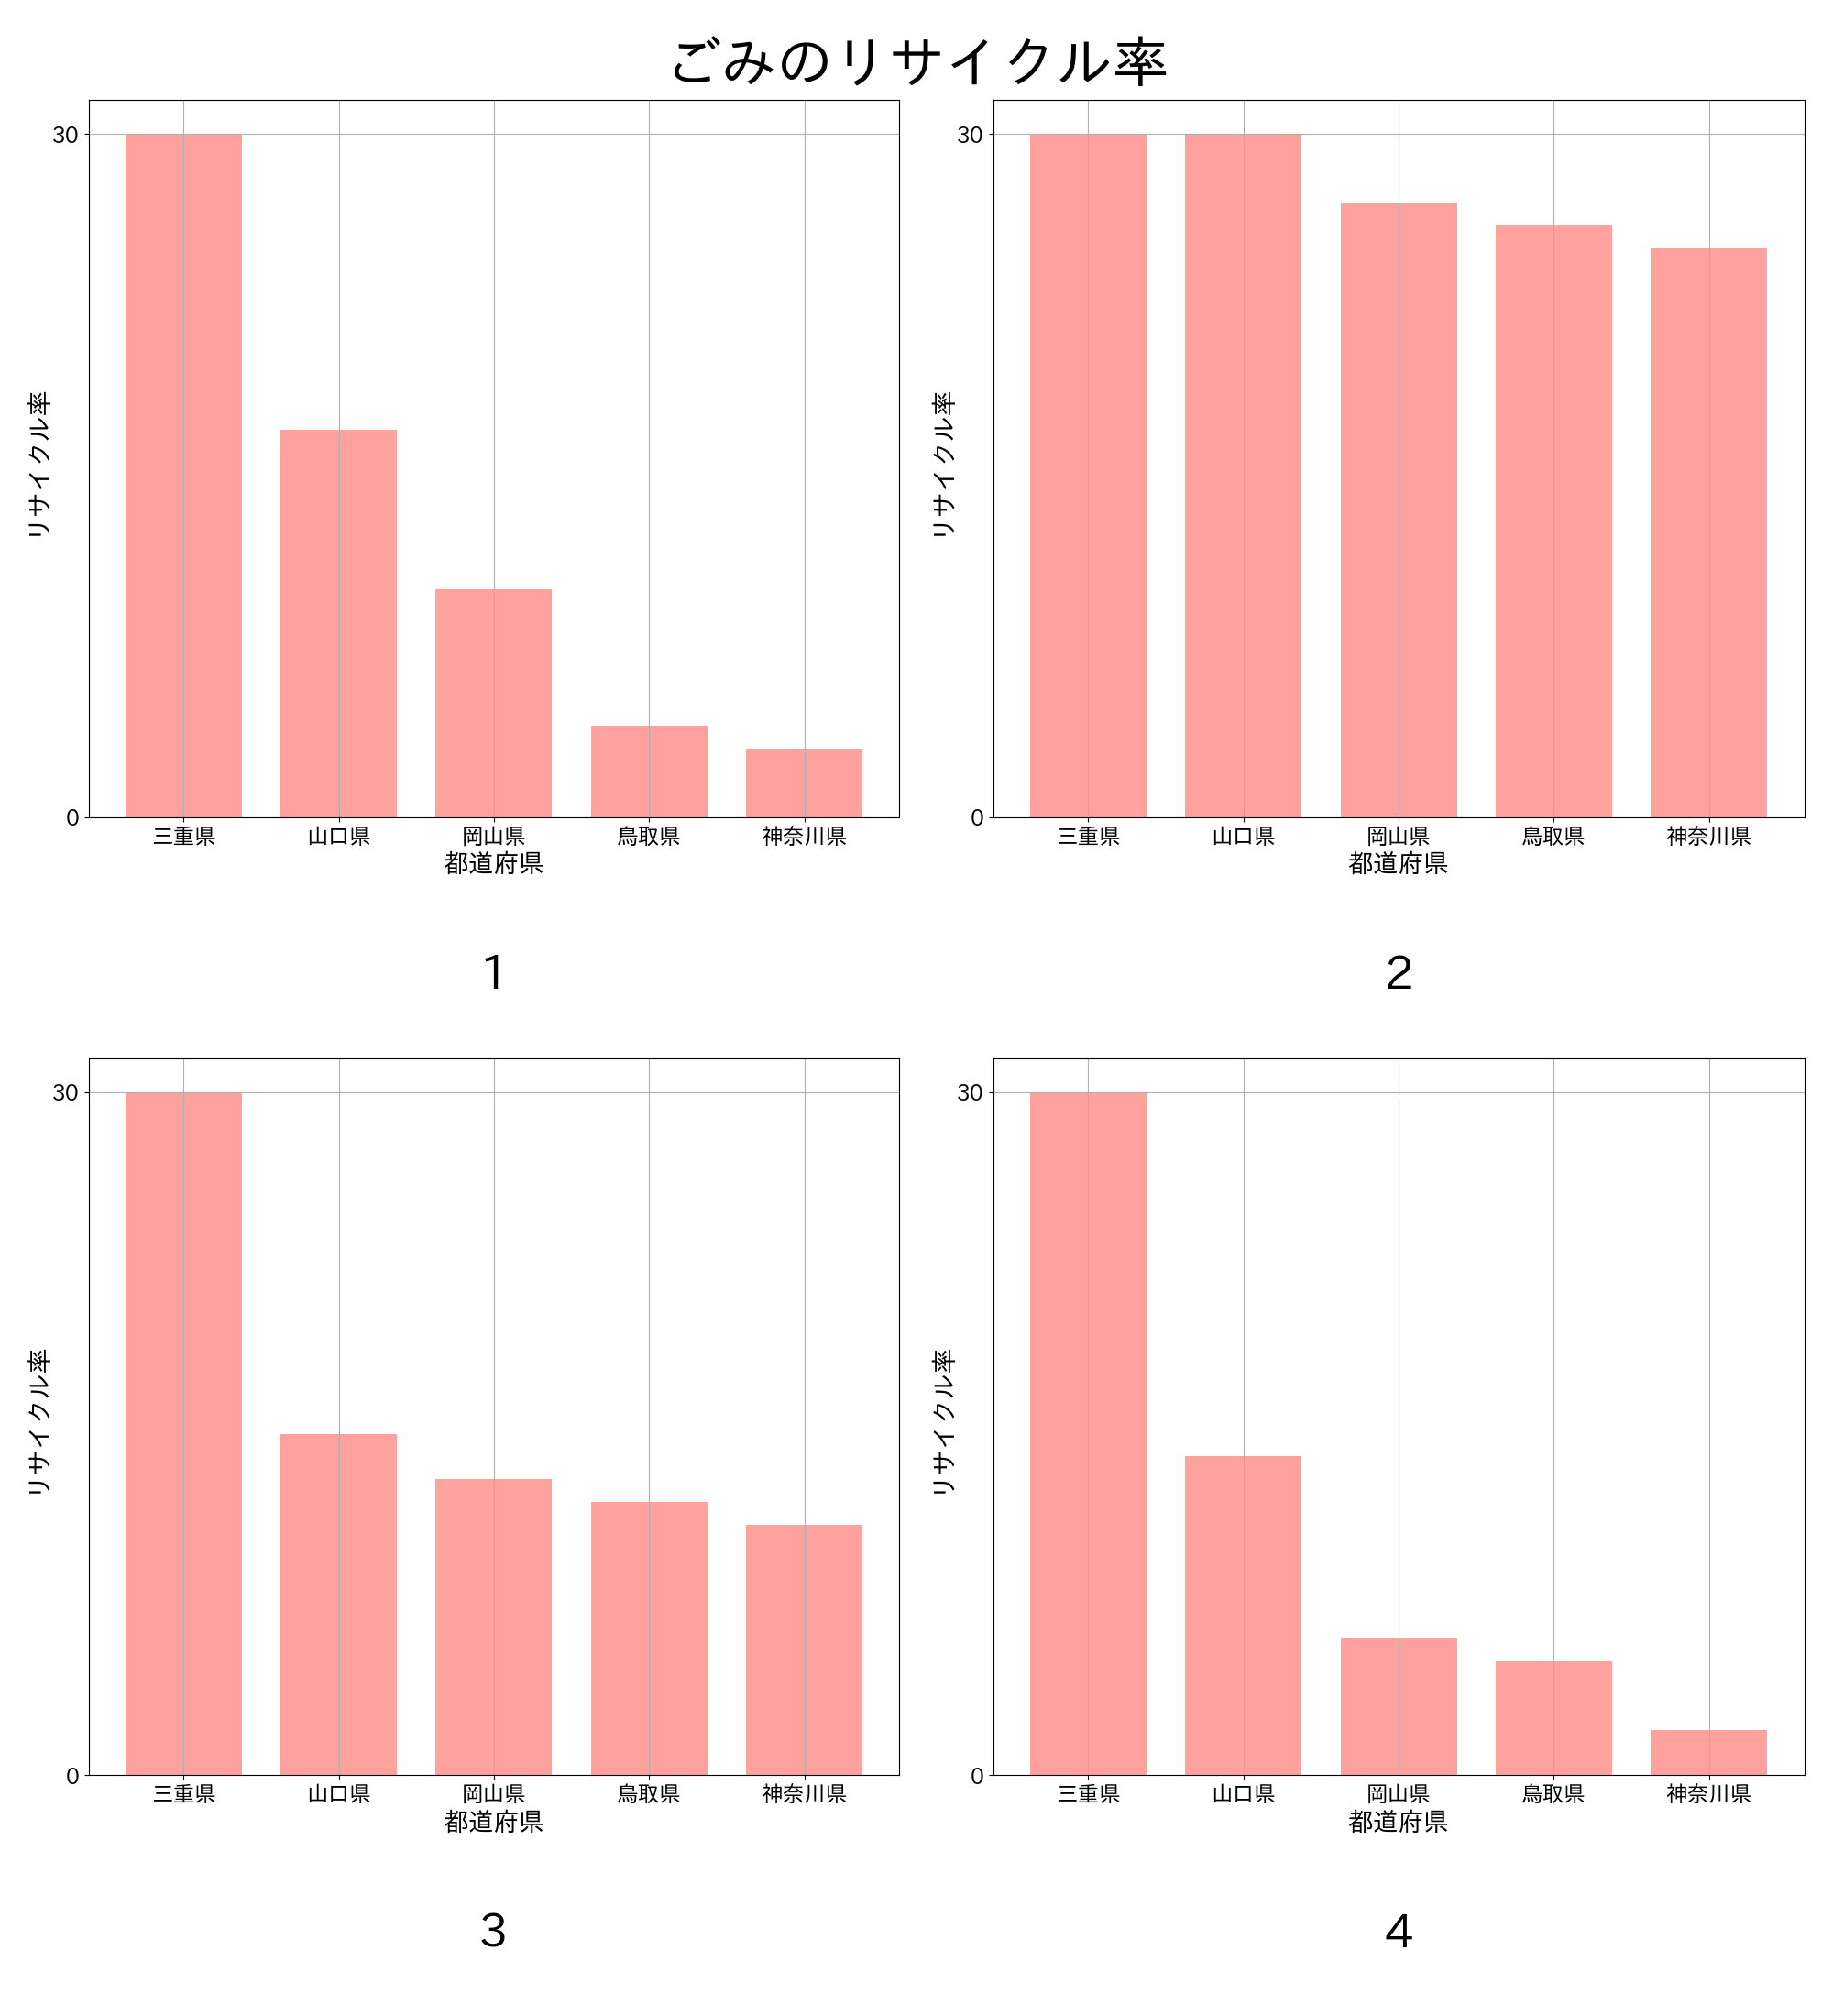 ごみのリサイクル率
30
0
リサイクル率
三重県 山口県 岡山県 鳥取県 神奈川県
都道府県
1
30
0
リサイクル率
三重県 山口県 岡山県 鳥取県 神奈川県
都道府県
2
30
0
リサイクル率
三重県 山口県 岡山県 鳥取県 神奈川県
都道府県
3
30
0
リサイクル率
三重県 山口県 岡山県 鳥取県 神奈川県
都道府県
4